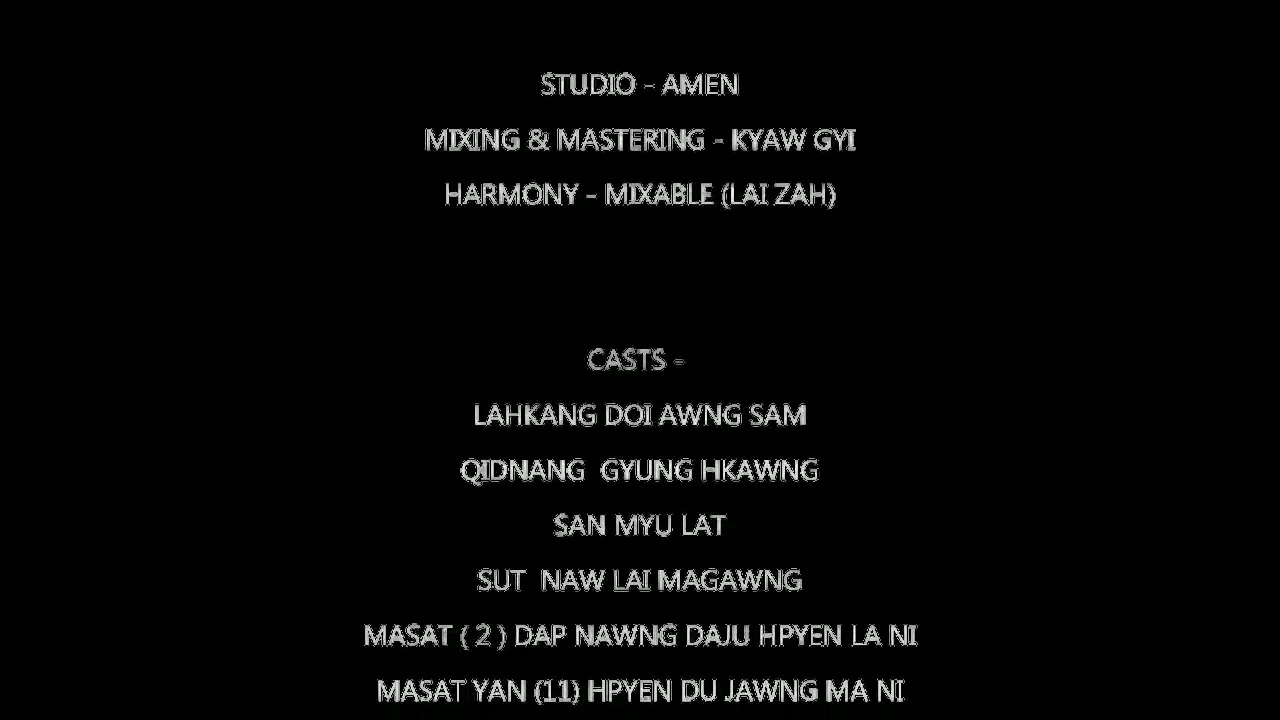 STUDIO - AMEN
MIXING & MASTERING - KYAW GYI
HARMONY - MIXABLE (LAI ZAH)
CASTS -
LAHKANG DOI AWNG SAM
QIDNANG  GYUNG HKAWNG
SAN MYU LAT
SUT  NAW LAI MAGAWNG
MASAT ( 2 ) DAP NAWNG DAJU HPYEN LA NI
MASAT YAN (11) HPYEN DU JAWNG MA NI